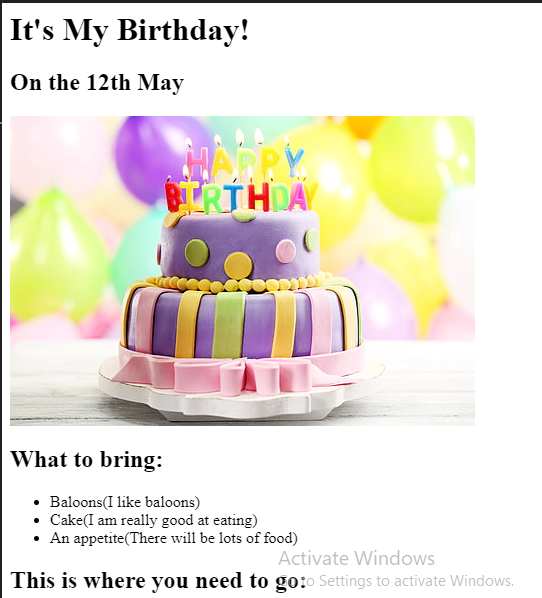 It's My Birthday!
On the 12th May
HAPPY
BIRTHDAY
What to bring:
Baloons(I like baloons)
Cake(I am really good at eating)
An appetite(There will be lots of food)
Activate Windows
This is where you need to go:
to Settings to activate Windows.